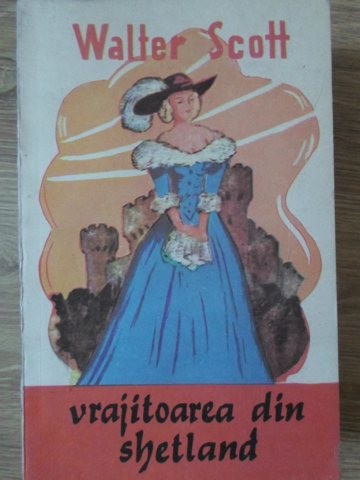 Walter Scott
vrajitoarea din
shetland